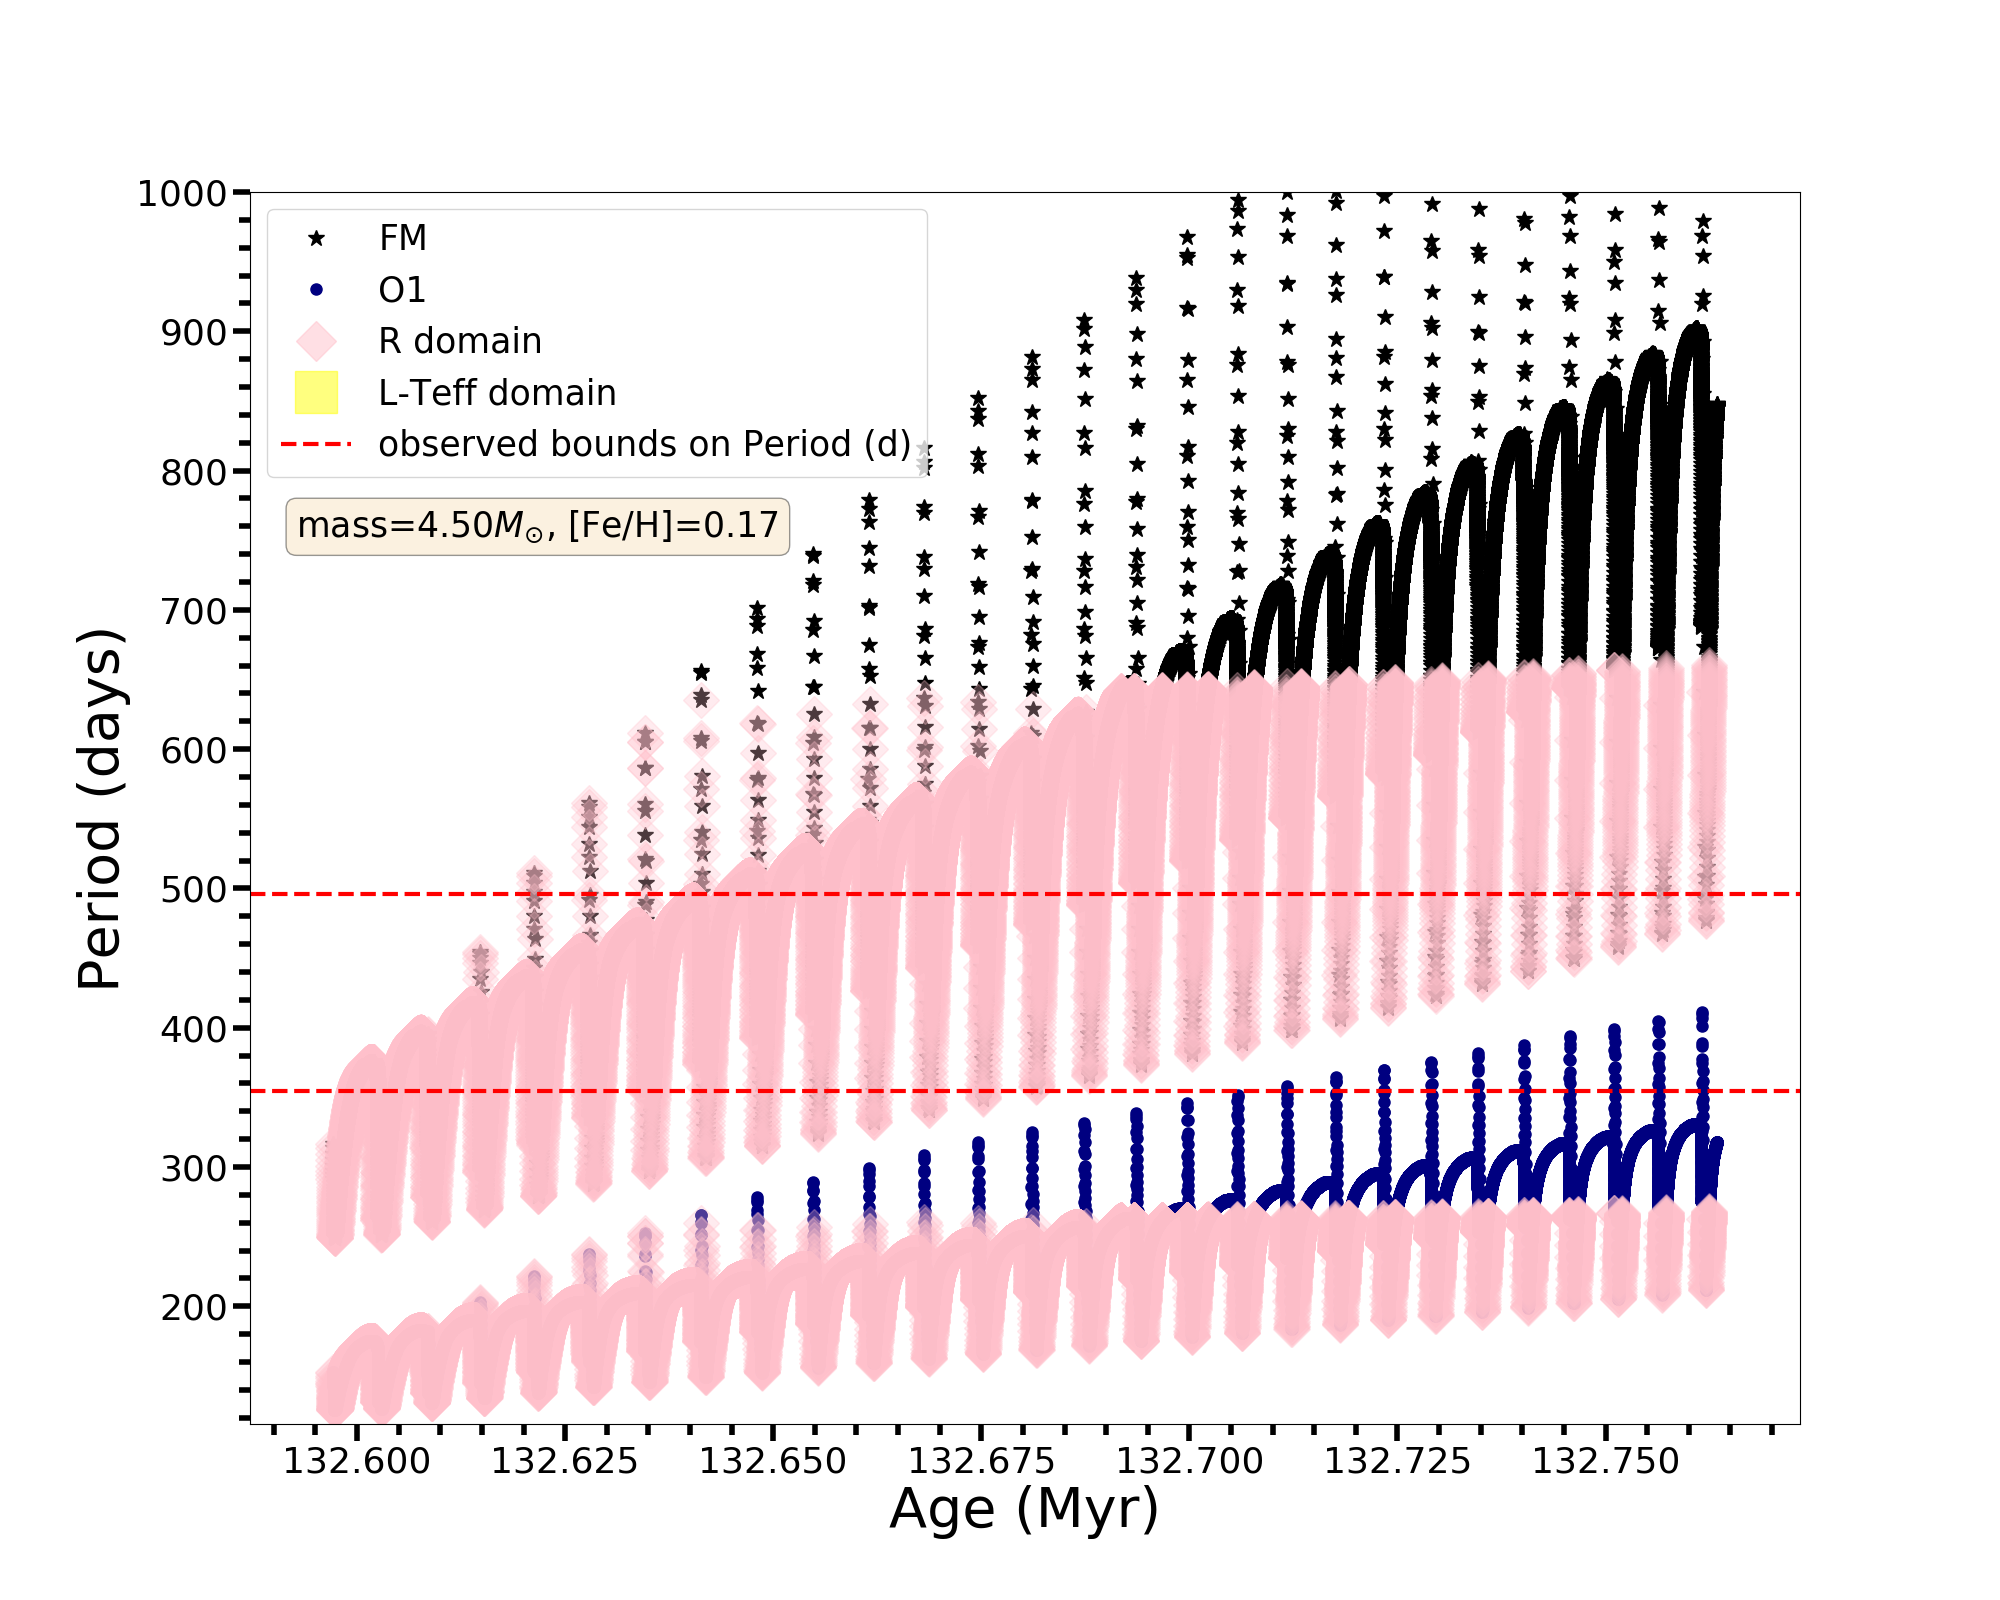 1000
900
800
700
600
500
400
300
200
Period (days)
FM
O1
R domain
L-Teff domain
observed bounds on Period (d)
mass=4.50M⊙, [Fe/H]=0.17
132.600 132.625 132.650 132.675 132.700 132.725 132.750
Age (Myr)